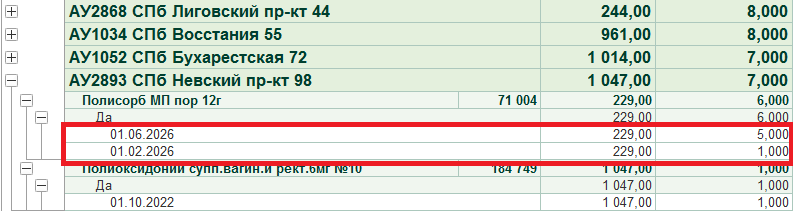 АУ2868 СПб Лиговский пр-кт 44 244,00 8,000
АУ1034 СПб Восстания 55 961,00 8,000
АУ1052 СПб Бухарестская 72 1 014,00 7,000
АУ2893 СПб Невский пр-кт 98 1 047,00 7,000
Полисорб МП пор 12г 71 004 229,00 6,000
Да 229,00 6,000
01.06.2026 229,00 5,000
01.02.2026 229,00 1,000
Полиоксидоний супп.вагин.и рект.6мг №10 184 749 1 047,00 1,000
Да 1 047,00 1,000
01.10.2022 1 047,00 1,000